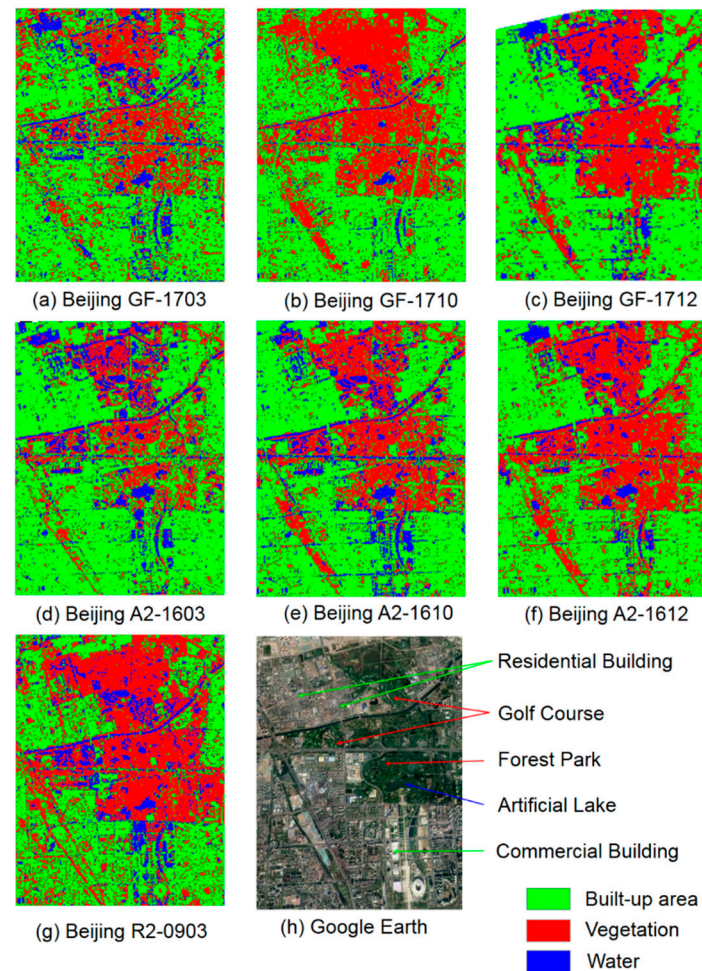 (a) Beijing GF-1703
(b) Beijing GF-1710
(c) Beijing GF-1712
(d) Beijing A2-1603
(e) Beijing A2-1610
(f) Beijing A2-1612
Residential Building
Golf Course
Forest Park
Artificial Lake
Commercial Building
(g) Beijing R2-0903
(h) Google Earth
Built-up area
Vegetation
Water